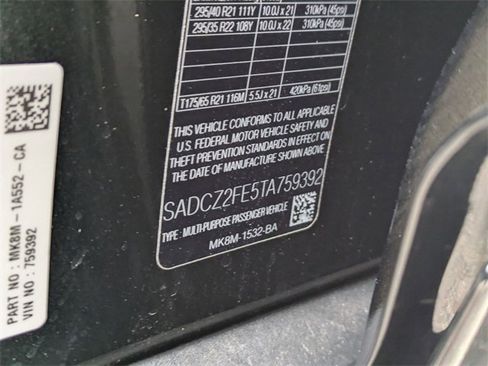 295/40 R21 111Y 10.0J x 21 310kPa (45psi)
295/35 R22 108Y 10.0J x 22 310kPa (45psi)
T175/65 R21 116M 5.5J x 21 420kPa (61psi)
THIS VEHICLE CONFORMS TO ALL APPLICABLE
U.S. FEDERAL MOTOR VEHICLE SAFETY AND
THEFT PREVENTION STANDARDS IN EFFECT ON
THE DATE OF MANUFACTURE SHOWN ABOVE.
SADCZ2FE5TA759392
TYPE: MULTI-PURPOSE PASSENGER VEHICLE
MK8M-1532-BA
PART NO : MK8M - 1A552 - CA
VIN NO : 759392